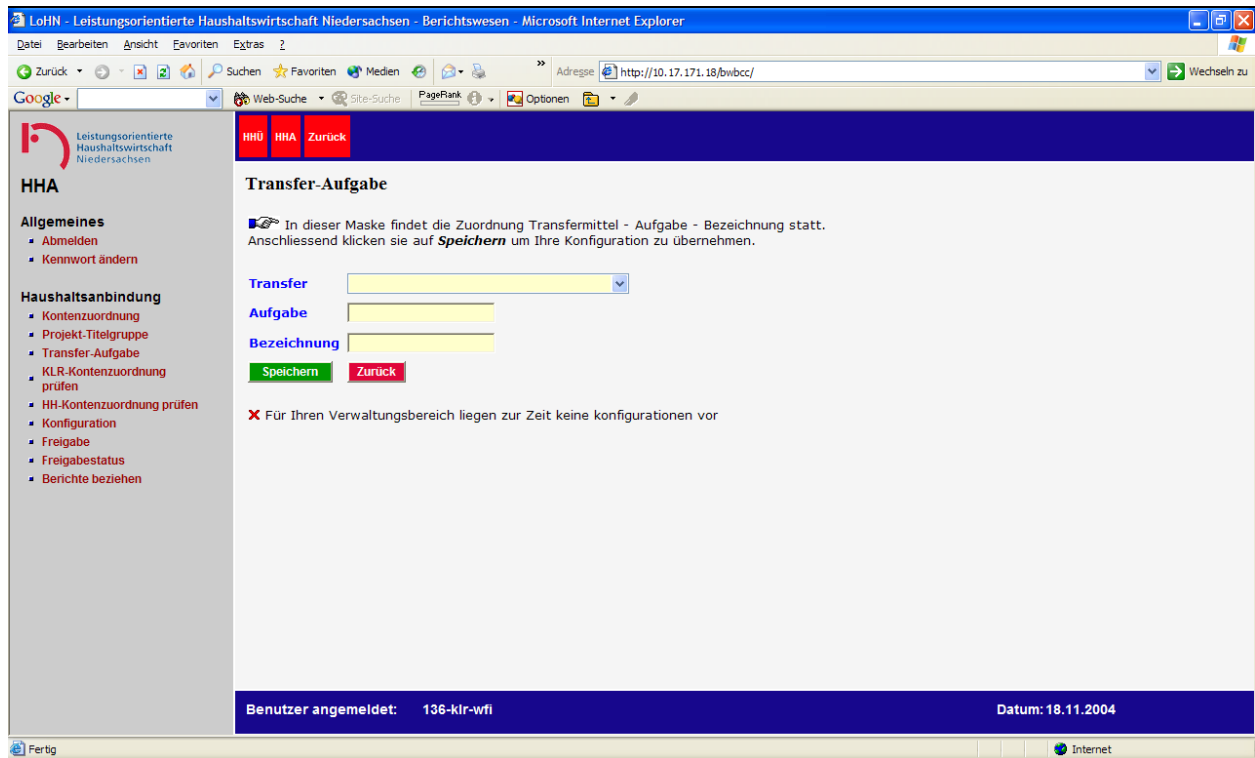 LoHN - Leistungsorientierte Haushaltswirtschaft Niedersachsen - Berichtswesen - Microsoft Internet Explorer
Datei Bearbeiten Ansicht Favoriten Extras ?
Zurück Suchen Favoriten Medien » Adresse http://10.17.171.18/bwbcc/ Wechseln zu
Google Web-Suche Site-Suche PageRank Optionen
Leistungsorientierte
Haushaltswirtschaft
Niedersachsen
HHÜ HHA Zurück
HHA
Allgemeines
Abmelden
Kennwort ändern
Haushaltsanbindung
Kontenzuordnung
Projekt-Titelgruppe
Transfer-Aufgabe
KLR-Kontenzuordnung
prüfen
HH-Kontenzuordnung prüfen
Konfiguration
Freigabe
Freigabestatus
Berichte beziehen
Transfer-Aufgabe
In dieser Maske findet die Zuordnung Transfermittel - Aufgabe - Bezeichnung statt.
Anschliessend klicken sie auf Speichern um Ihre Konfiguration zu übernehmen.
Transfer
Aufgabe
Bezeichnung
Speichern Zurück
Für Ihren Verwaltungsbereich liegen zur Zeit keine konfigurationen vor
Benutzer angemeldet: 136-klr-wfi Datum: 18.11.2004
Fertig Internet